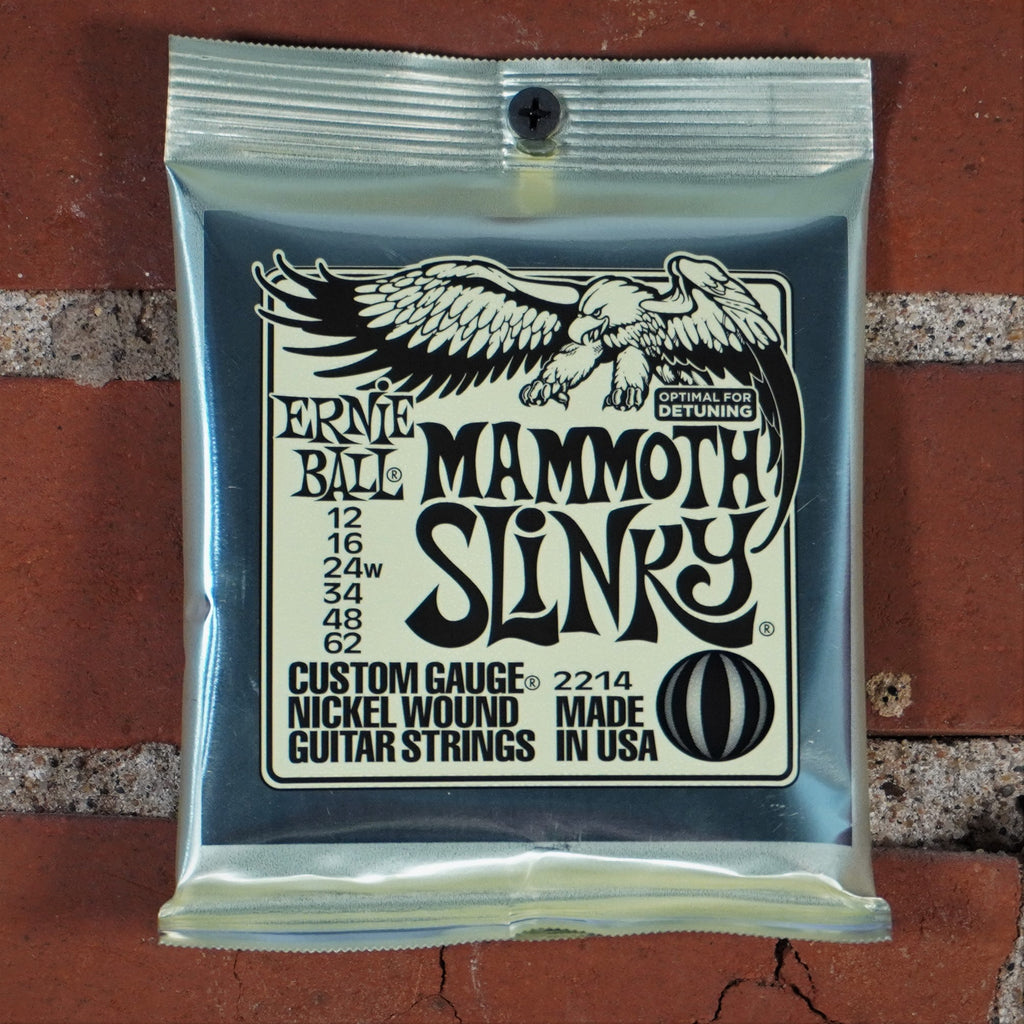 OPTIMAL FOR
DETUNING
ERNiE
BALL®
MAMMOTH
SLiNKY®
12
16
24w
34
48
62
CUSTOM GAUGE®
NICKEL WOUND
GUITAR STRINGS
2214
MADE
IN USA